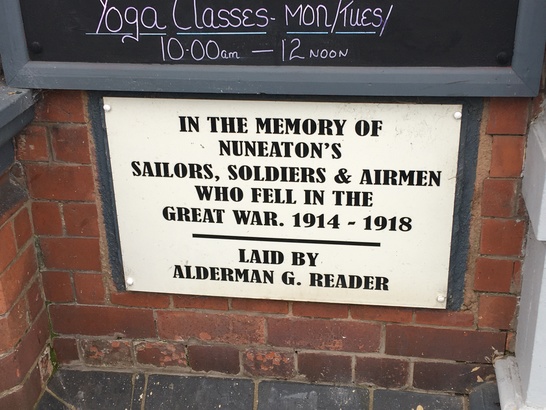 Yoga Classes- MON/TUES/
10:00am — 12 NOON
IN THE MEMORY OF
NUNEATON'S
SAILORS, SOLDIERS & AIRMEN
WHO FELL IN THE
GREAT WAR. 1914 - 1918
LAID BY
ALDERMAN G. READER